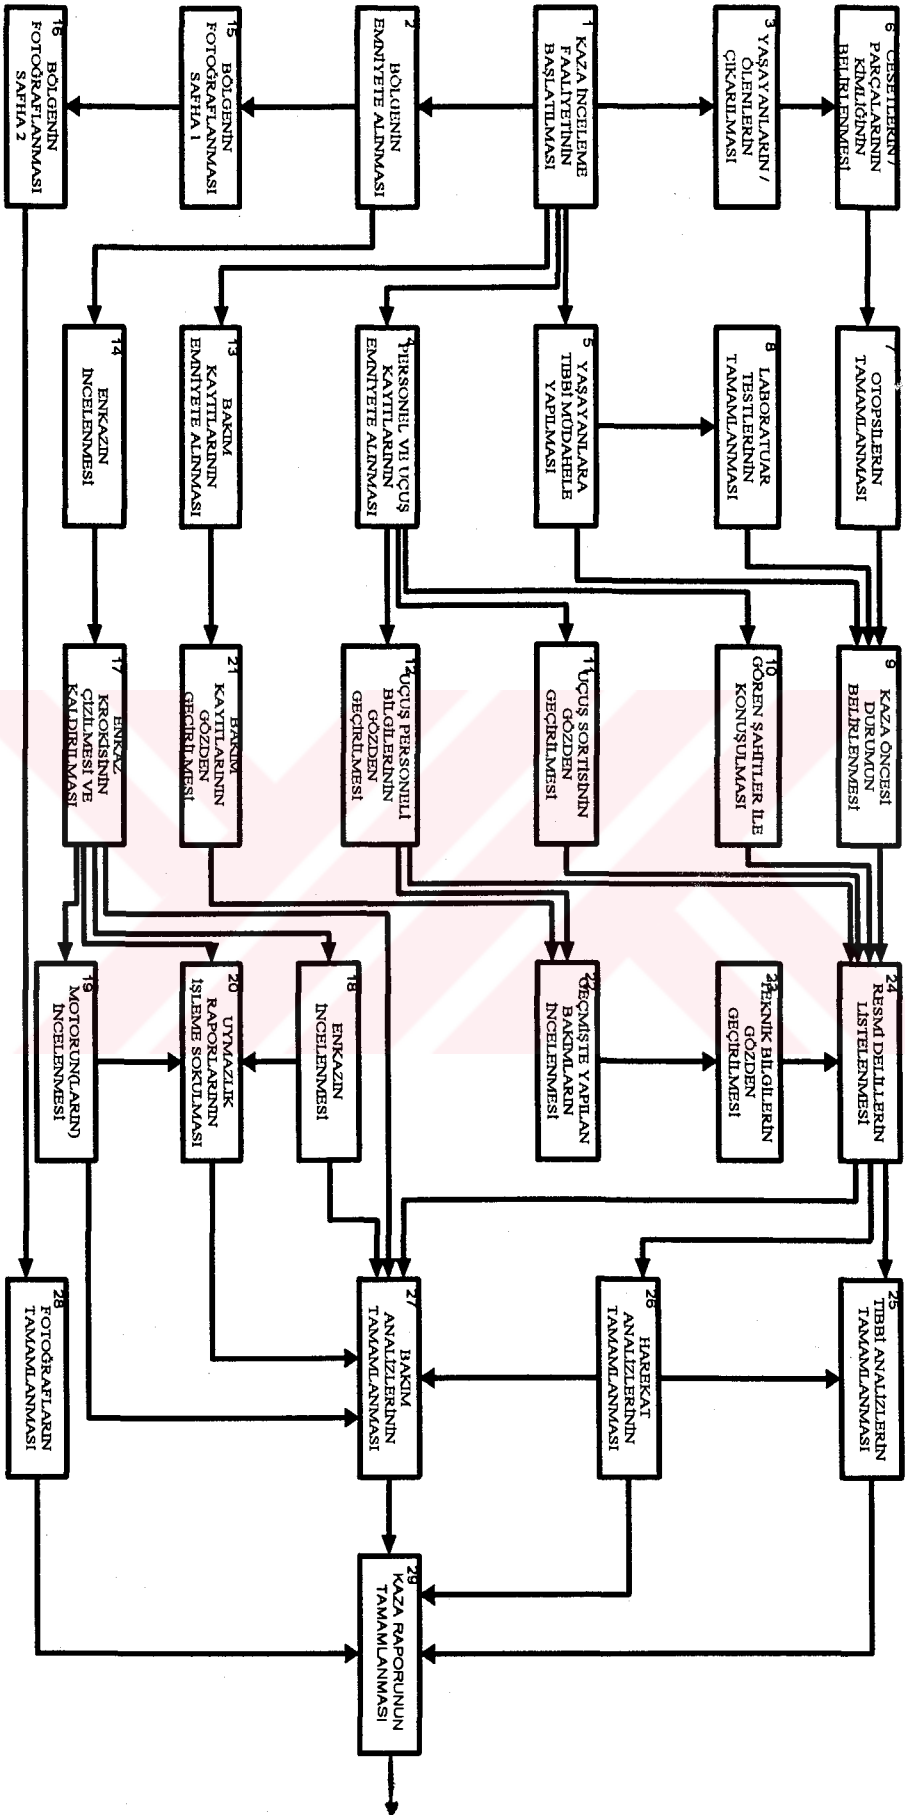 6 CESETLERİN /
PARÇALARININ
KİMLİĞİNİN
BELİRLENMESİ
3 YAŞAYANLARIN /
ÖLENLERİN
ÇIKARILMASI
1 KAZA İNCELEME
FAALİYETİNİN
BAŞLATILMASI
2 BÖLGENİN
EMNİYETE ALINMASI
15 BÖLGENİN
FOTOĞRAFLANMASI
SAFHA 1
16 BÖLGENİN
FOTOĞRAFLANMASI
SAFHA 2
7 OTOPSİLERİN
TAMAMLANMASI
8 LABORATUAR
TESTLERİNİN
TAMAMLANMASI
5 YAŞAYANLARA
TIBBİ MÜDAHELE
YAPILMASI
4 PERSONEL VE UÇUŞ
KAYITLARININ
EMNİYETE ALINMASI
13 BAKIM
KAYITLARININ
EMNİYETE ALINMASI
14 ENKAZIN
İNCELENMESİ
9 KAZA ÖNCESİ
DURUMUN
BELİRLENMESİ
10 GÖREN ŞAHİTLER İLE
KONUŞULMASI
11 UÇUŞ SORTİSİNİN
GÖZDEN
GEÇİRİLMESİ
12 UÇUŞ PERSONELİ
BİLGİLERİNİN
GÖZDEN
GEÇİRİLMESİ
21 BAKIM
KAYITLARININ
GÖZDEN
GEÇİRİLMESİ
17 ENKAZ
KROKİSİNİN
ÇİZİLMESİ VE
KALDIRILMASI
24 RESMİ DELİLLERİN
LİSTELENMESİ
23 TEKNİK BİLGİLERİN
GÖZDEN
GEÇİRİLMESİ
22 GEÇMİŞTE YAPILAN
BAKIMLARIN
İNCELENMESİ
18 ENKAZIN
İNCELENMESİ
20 UYMAZLIK
RAPORLARININ
İŞLEME SOKULMASI
19 MOTORUN(LARIN)
İNCELENMESİ
25 TIBBİ ANALİZLERİN
TAMAMLANMASI
26 HAREKAT
ANALİZLERİNİN
TAMAMLANMASI
27 BAKIM
ANALİZLERİNİN
TAMAMLANMASI
28 FOTOĞRAFLARIN
TAMAMLANMASI
29 KAZA RAPORUNUN
TAMAMLANMASI